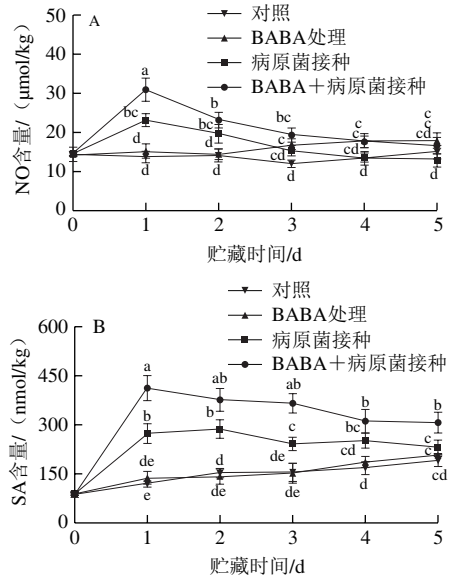 A
对照
BABA处理
病原菌接种
BABA＋病原菌接种
NO含量/（μmol/kg）
50
40
30
20
10
0
a
b
bc
bc
bc
c
c
c
c
d
d
cd
cd
cd
d
d
d
d
d
cd
0 1 2 3 4 5
贮藏时间/d
B
对照
BABA处理
病原菌接种
BABA＋病原菌接种
SA含量/（nmol/kg）
600
450
300
150
0
a
ab
ab
b
b
b
b
c
bc
c
de
d
de
cd
c
e
de
de
d
cd
0 1 2 3 4 5
贮藏时间/d